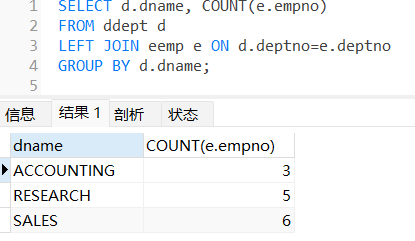 1 SELECT d.dname, COUNT(e.empno)
2 FROM ddept d
3 LEFT JOIN eemp e ON d.deptno=e.deptno
4 GROUP BY d.dname;
5
信息 结果 1 剖析 状态
dname COUNT(e.empno)
ACCOUNTING 3
RESEARCH 5
SALES 6